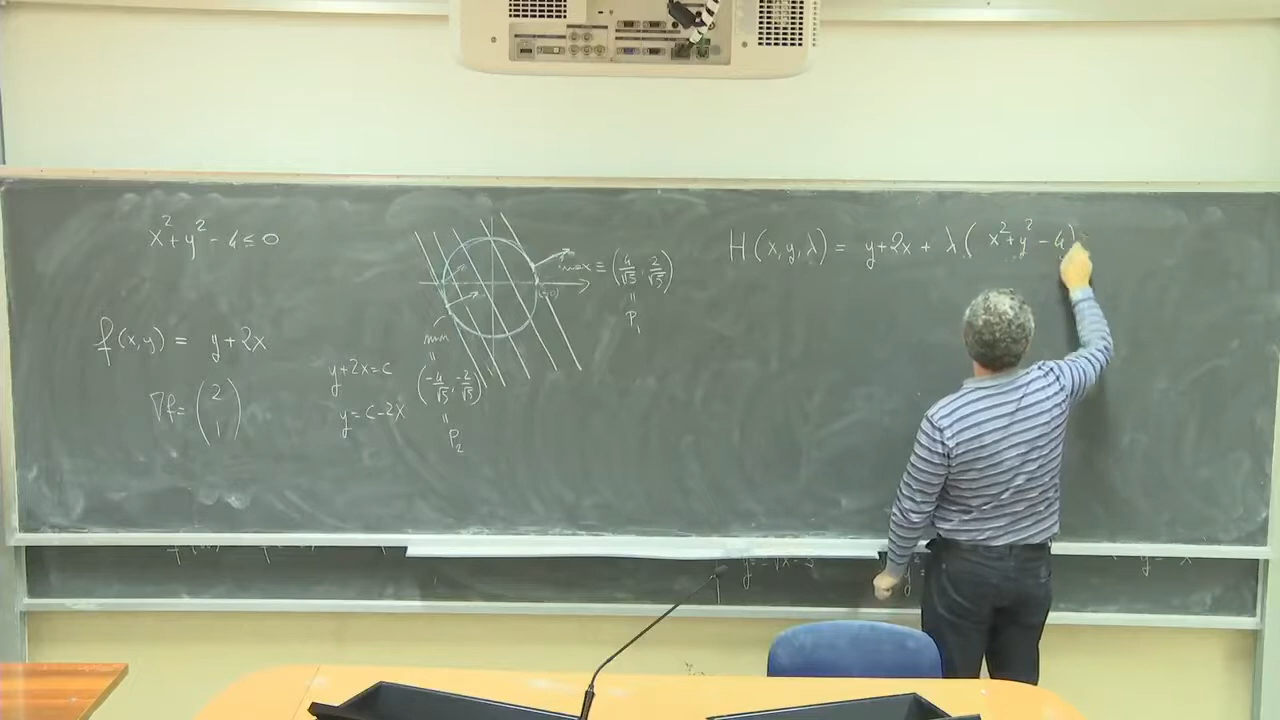 x² + y² - 4 ≤ 0
f(x,y) = y+2x
∇f = (2 1)
y+2x=c
y = c-2x
max ≡ (4/√5, 2/√5)
"
P₁
min
"
(-4/√5, -2/√5)
"
P₂
H(x,y,λ) = y+2x + λ( x²+y² - 4)